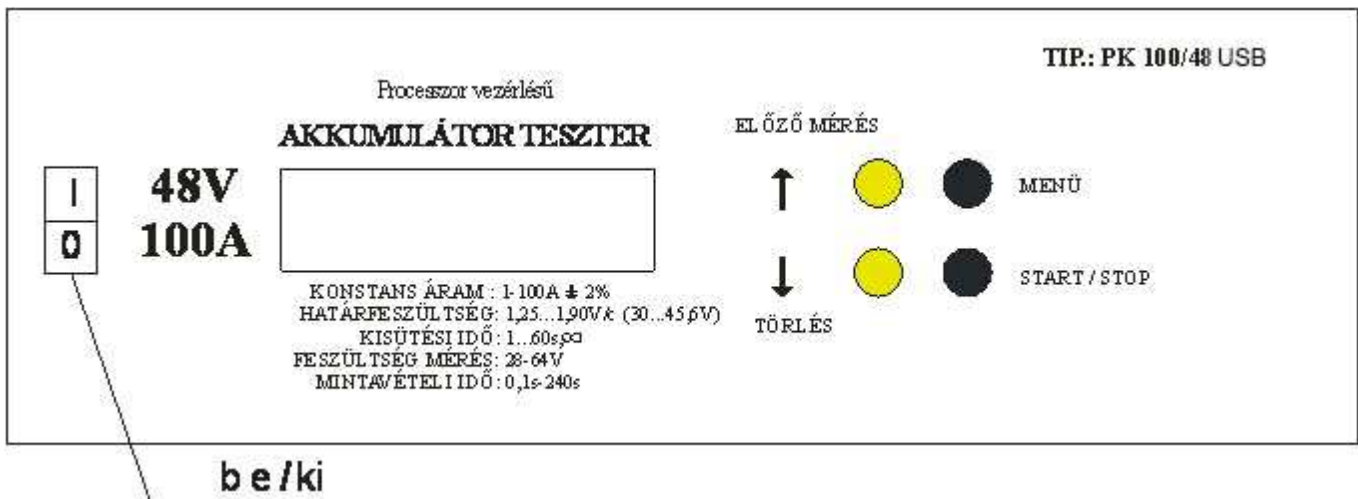 TIP.: PK 100/48 USB
Processzor vezérlésű
AKKUMULÁTOR TESZTER
ELŐZŐ MÉRÉS
I
0
48V
100A
↑
MENÜ
↓
START / STOP
TÖRLÉS
KONSTANS ÁRAM : 1-100A ± 2%
HATÁRFESZÜLTSÉG: 1,25...1,90V/c (30...45,6V)
KISÜTÉSI IDŐ : 1...60s,∞
FESZÜLTSÉG MÉRÉS: 28-64V
MINTAVÉTELI IDŐ : 0,1s-240s
be/ki